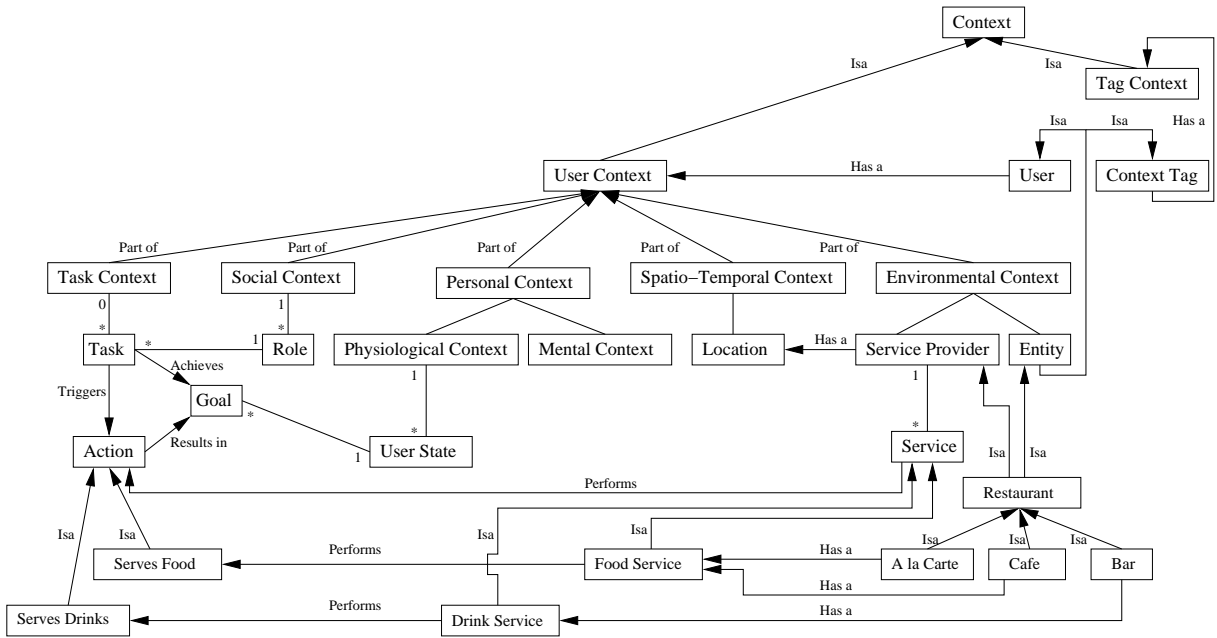 Context
Isa
Isa
Tag Context
Isa
Isa
Has a
User Context
Has a
User
Context Tag
Part of
Part of
Part of
Part of
Part of
Task Context
Social Context
Personal Context
Spatio−Temporal Context
Environmental Context
0
1
*
*
Task
*
1
Role
Physiological Context
Mental Context
Location
Has a
Service Provider
Entity
Achieves
1
1
Triggers
Goal
*
*
*
Results in
Action
1
User State
Service
Isa
Isa
Performs
Restaurant
Isa
Isa
Isa
Isa
Isa
Isa
Isa
Serves Food
Performs
Food Service
Has a
A la Carte
Cafe
Bar
Has a
Serves Drinks
Performs
Drink Service
Has a